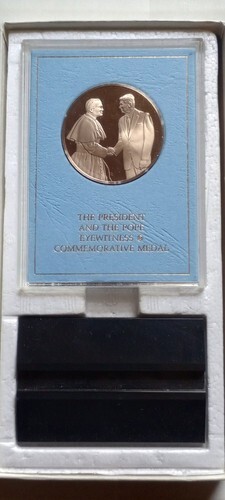 THE PRESIDENT
AND THE POPE
EYEWITNESS
COMMEMORATIVE MEDAL